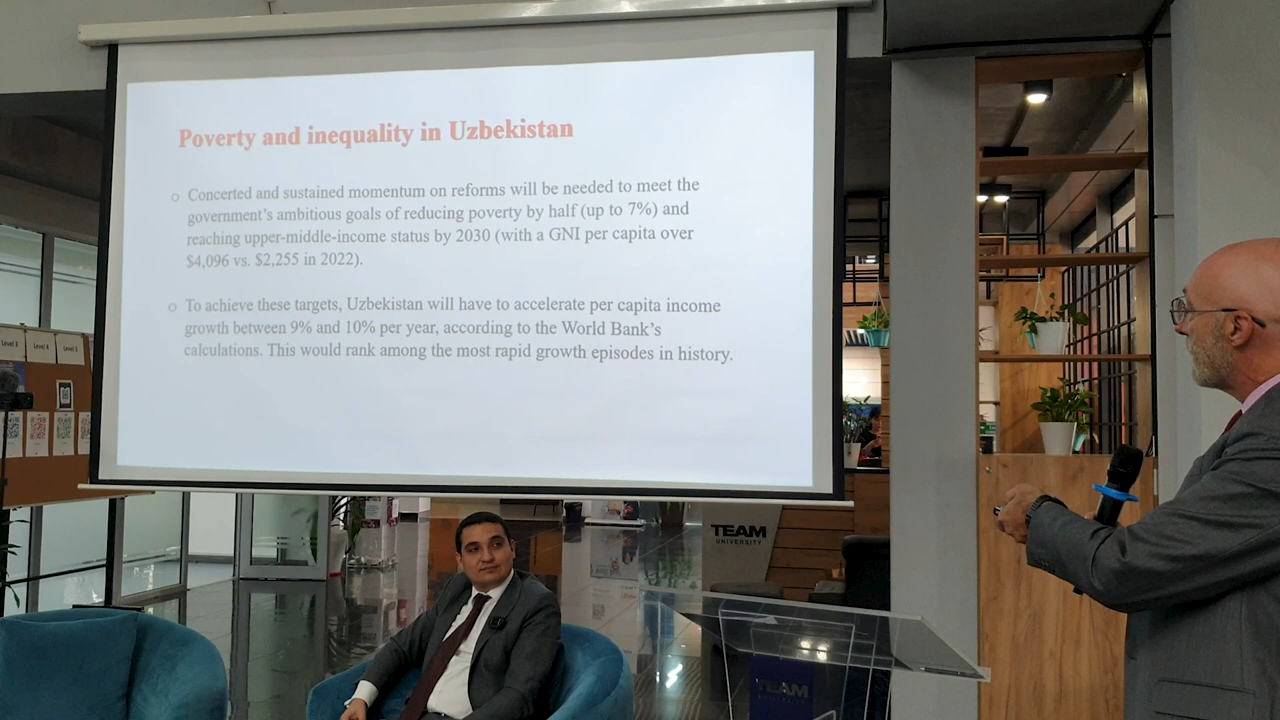 Poverty and inequality in Uzbekistan
o Concerted and sustained momentum on reforms will be needed to meet the
government's ambitious goals of reducing poverty by half (up to 7%) and
reaching upper-middle-income status by 2030 (with a GNI per capita over
$4,096 vs. $2,255 in 2022).
o To achieve these targets, Uzbekistan will have to accelerate per capita income
growth between 9% and 10% per year, according to the World Bank's
calculations. This would rank among the most rapid growth episodes in history.
Level 4
Level 5
TEAM
UNIVERSITY
TEAM